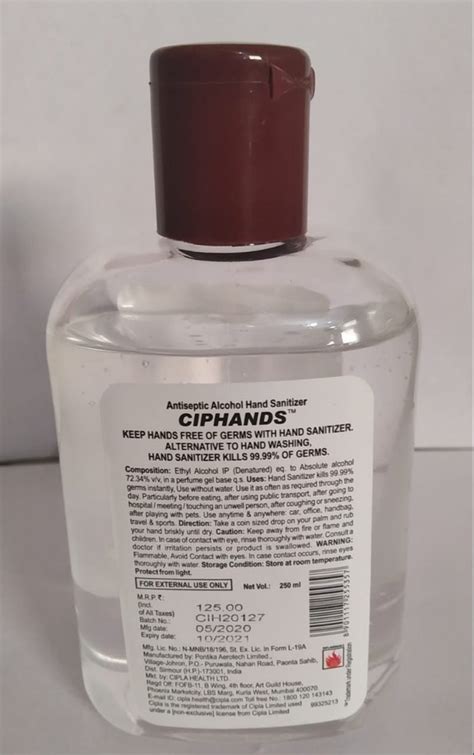 Antiseptic Alcohol Hand Sanitizer
CIPHANDS™
KEEP HANDS FREE OF GERMS WITH HAND SANITIZER.
ALTERNATIVE TO HAND WASHING,
HAND SANITIZER KILLS 99.99% OF GERMS.
Composition: Ethyl Alcohol IP (Denatured) eq. to Absolute alcohol
72.34% v/v, in a perfume gel base q.s. Uses: Hand Sanitizer kills 99.99%
germs instantly, Use without water. Use it as often as required through the
day. Particularly before eating, after using public transport, after going to
hospital / meeting / touching an unwell person, after coughing or sneezing,
after playing with pets. Use anytime & anywhere: car, office, handbag,
travel & sports. Direction: Take a coin sized drop on your palm and rub
your hand briskly until dry. Caution: Keep away from fire or flame and
children. In case of contact with eye, rinse thoroughly with water. Consult a
doctor if irritation persists or product is swallowed. WARNING:
Flammable, Avoid Contact with eyes. In case contact occurs, rinse eyes
thoroughly with water. Storage Condition: Store at room temperature.
Protect from light.
FOR EXTERNAL USE ONLY Net Vol.: 250 ml
M.R.P.₹:
(Incl. 125.00
of All Taxes)
Batch No.: CIH20127
Mfg date: 05/2020
Expiry date: 10/2021
Mfg. Lic. No.: N-MNB/18/196, St. Ex. Lic. In Form L-19A
Manufactured by: Pontika Aerotech Limited.,
Village-Johron, P.O.- Puruwala, Nahan Road, Paonta Sahib,
Dist. Sirmour (H.P.)-173001, India
Mkt. by: CIPLA HEALTH LTD.
Regd Off: FOFB-11, B Wing, 4th floor, Art Guild House,
Phoenix Marketcity, LBS Marg, Kurla West, Mumbai 400070
E-mail ID: cipla.health@cipla.com Toll free No.: 1800 120 143143
Cipla is the registered trademark of Cipla Limited used
under a (non-exclusive) license from Cipla Limited
99325213
™-Trademark under Registration